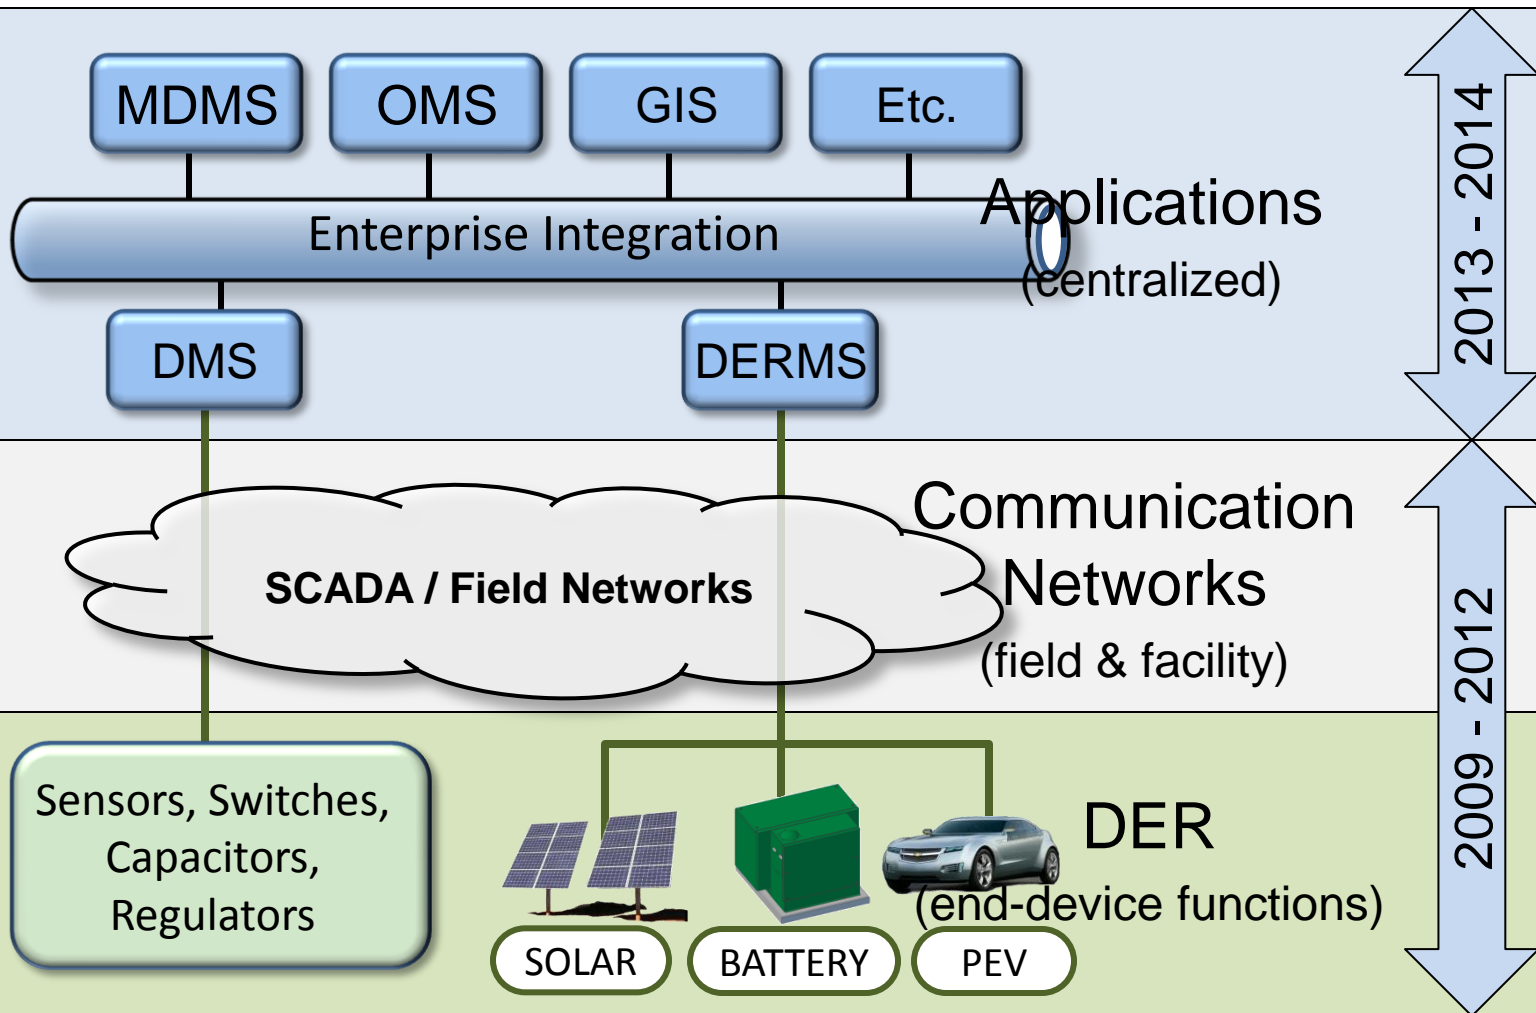 MDMS
OMS
GIS
Etc.
Enterprise Integration
Applications
(centralized)
DMS
DERMS
2013 - 2014
Communication
Networks
(field & facility)
SCADA / Field Networks
2009 - 2012
Sensors, Switches,
Capacitors,
Regulators
DER
(end-device functions)
SOLAR
BATTERY
PEV